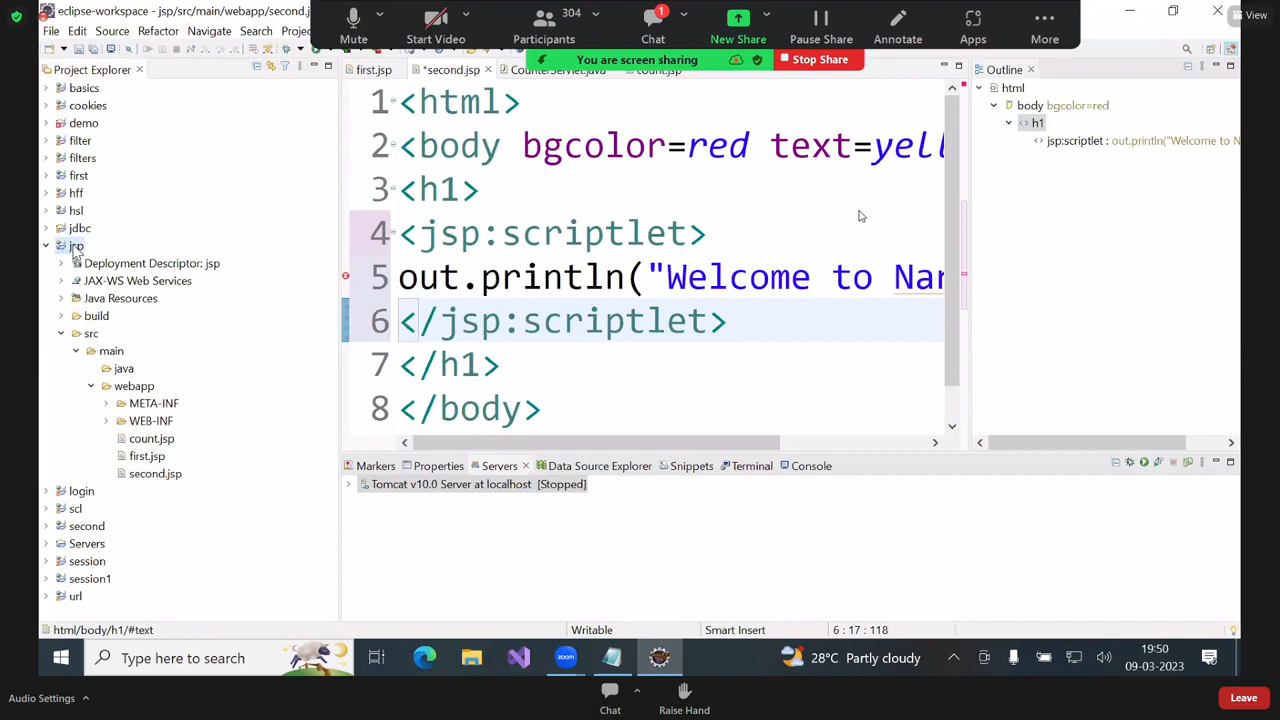 eclipse-workspace - jsp/src/main/webapp/second.j
File Edit Source Refactor Navigate Search Proje
Mute
Start Video
304
Participants
1
Chat
New Share
Pause Share
Annotate
Apps
More
View
You are screen sharing
Stop Share
Project Explorer
first.jsp
*second.jsp
CounterServlet.java
count.jsp
Outline
basics
cookies
demo
filter
filters
first
hff
hsl
jdbc
jsp
Deployment Descriptor: jsp
JAX-WS Web Services
Java Resources
build
src
main
java
webapp
META-INF
WEB-INF
count.jsp
first.jsp
second.jsp
login
scl
second
Servers
session
session1
url
1 <html>
2 <body bgcolor=red text=yell
3 <h1>
4 <jsp:scriptlet>
5 out.println("Welcome to Nar
6 </jsp:scriptlet>
7 </h1>
8 </body>
html
body bgcolor=red
h1
jsp:scriptlet : out.println("Welcome to N
Markers
Properties
Servers
Data Source Explorer
Snippets
Terminal
Console
Tomcat v10.0 Server at localhost [Stopped]
html/body/h1/#text
Writable
Smart Insert
6 : 17 : 118
Type here to search
28°C Partly cloudy
19:50
09-03-2023
Audio Settings
Chat
Raise Hand
Leave